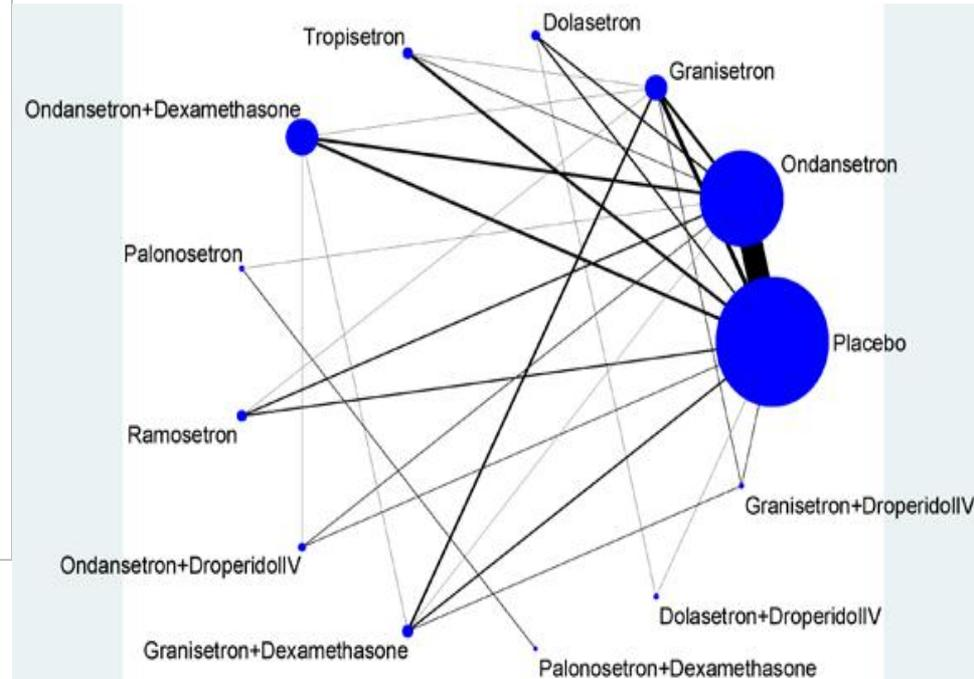 Dolasetron
Tropisetron
Granisetron
Ondansetron+Dexamethasone
Ondansetron
Palonosetron
Placebo
Ramosetron
Granisetron+DroperidolIV
Ondansetron+DroperidolIV
Dolasetron+DroperidolIV
Granisetron+Dexamethasone
Palonosetron+Dexamethasone